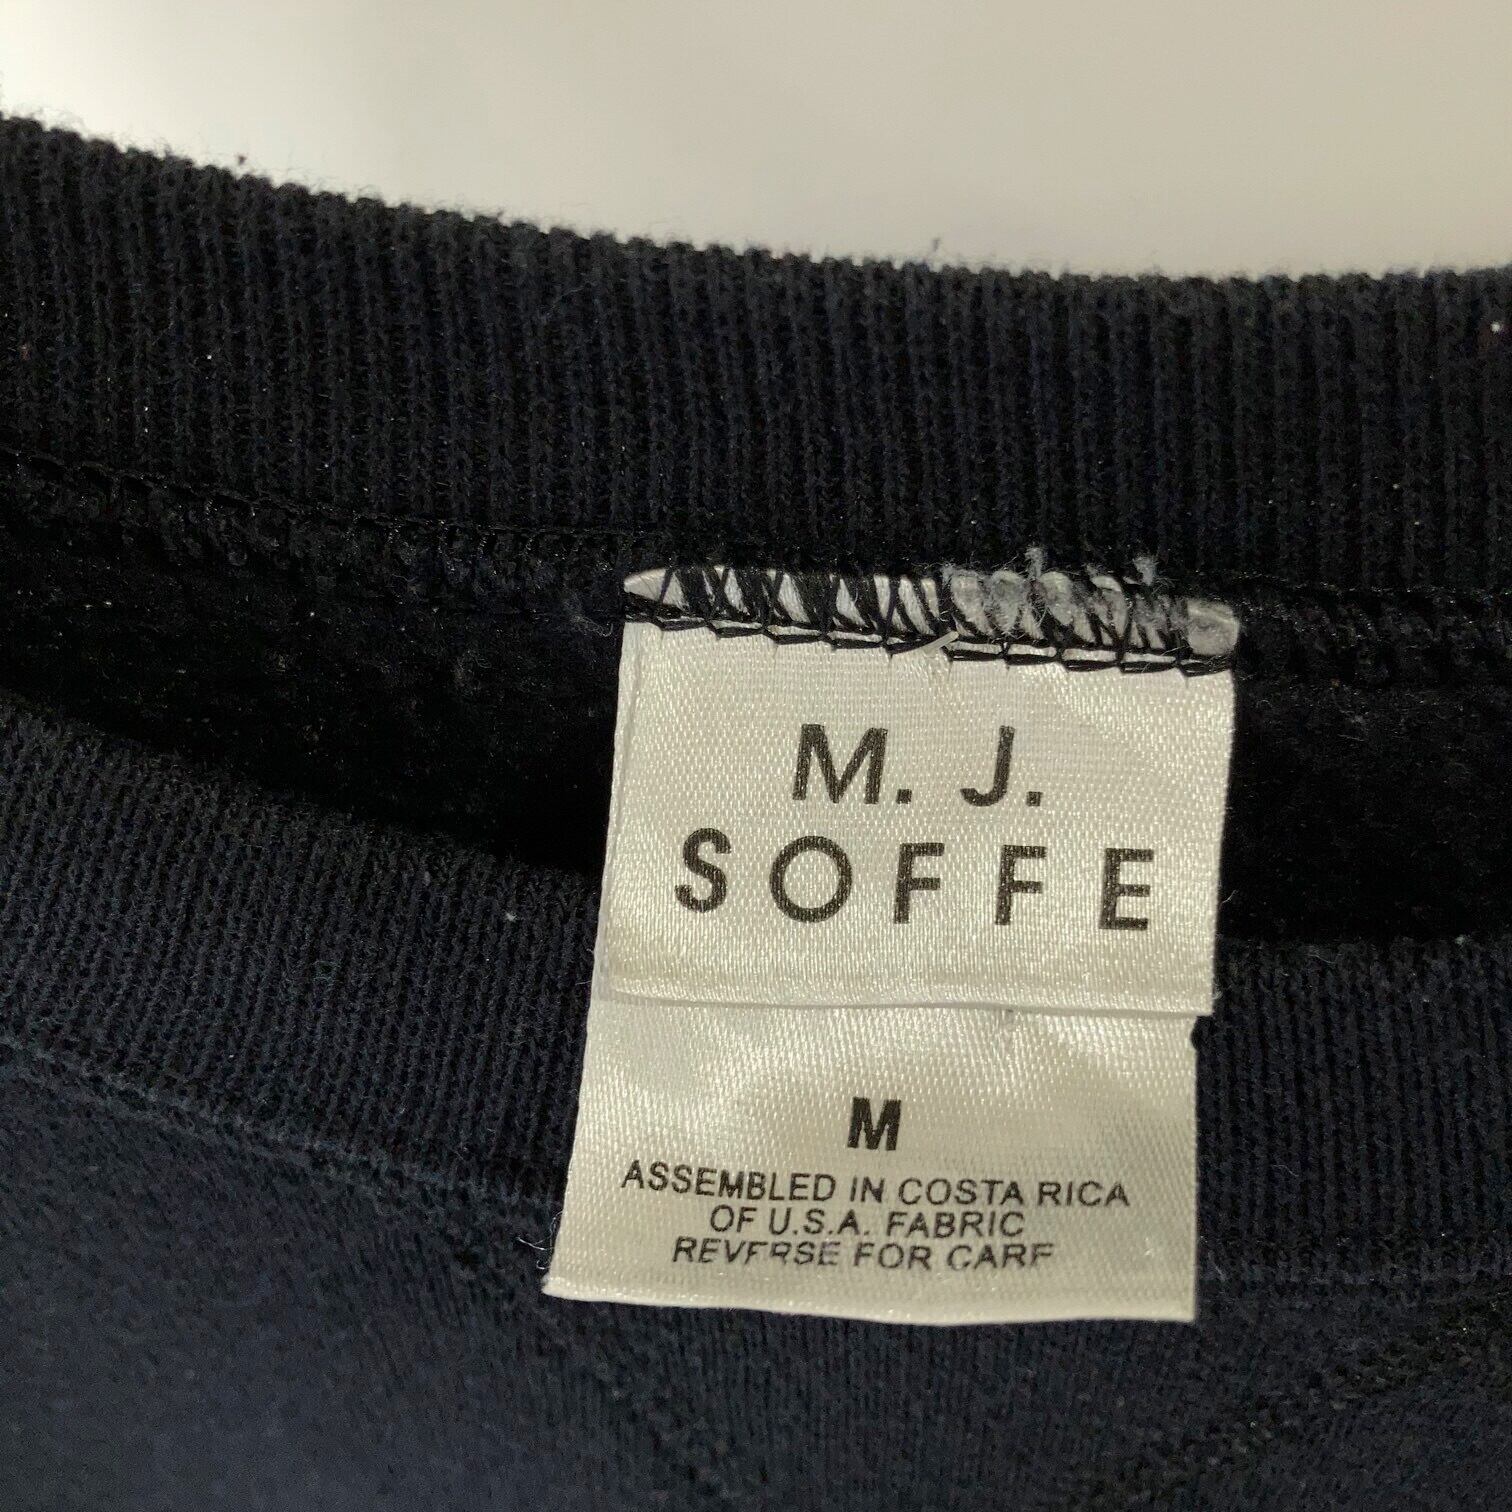 M. J.
SOFFE
M
ASSEMBLED IN COSTA RICA
OF U.S.A. FABRIC
REVERSE FOR CARE